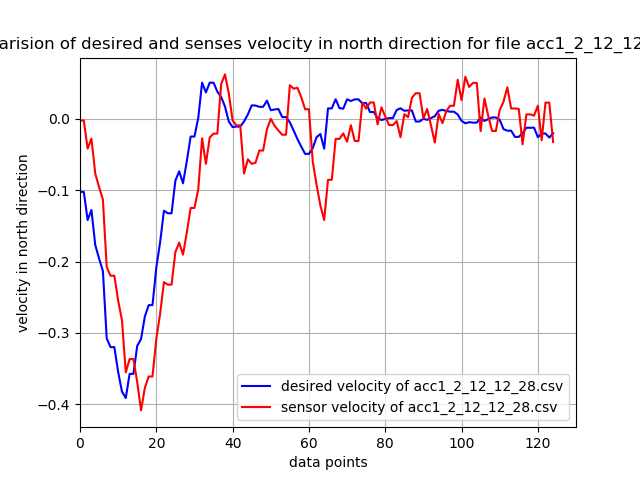 arision of desired and senses velocity in north direction for file acc1_2_12_12
velocity in north direction
0.0
−0.1
−0.2
−0.3
−0.4
desired velocity of acc1_2_12_12_28.csv
sensor velocity of acc1_2_12_12_28.csv
0 20 40 60 80 100 120
data points